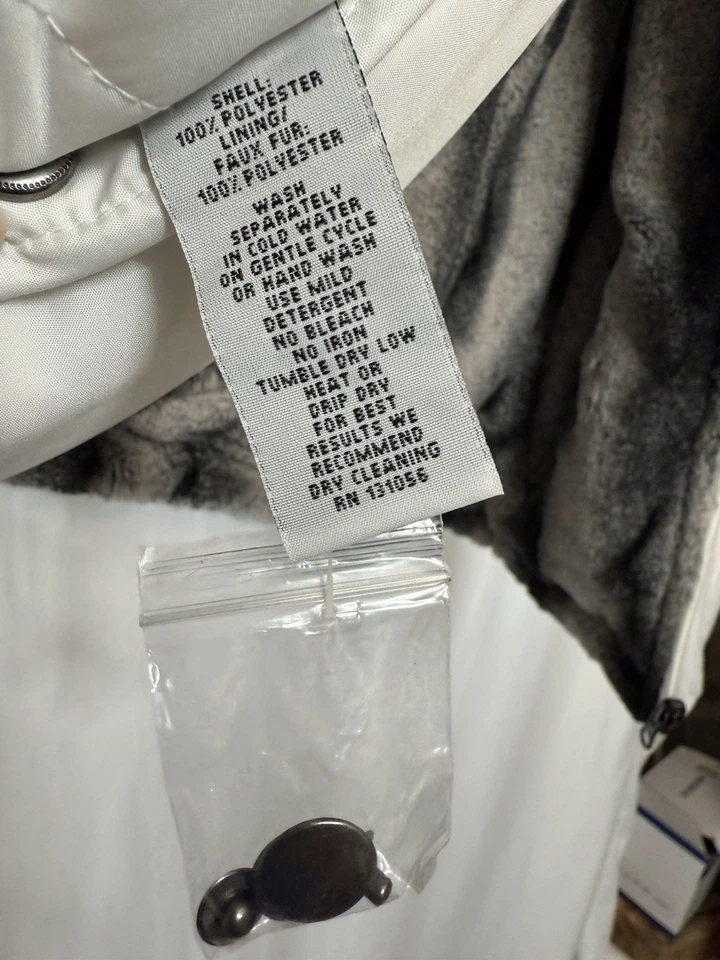 SHELL:
100% POLYESTER
LINING/
FAUX FUR:
100% POLYESTER
WASH
SEPARATELY
IN COLD WATER
ON GENTLE CYCLE
OR HAND WASH
USE MILD
DETERGENT
NO BLEACH
NO IRON
TUMBLE DRY LOW
HEAT OR
DRIP DRY
FOR BEST
RESULTS WE
RECOMMEND
DRY CLEANING
RN 131056